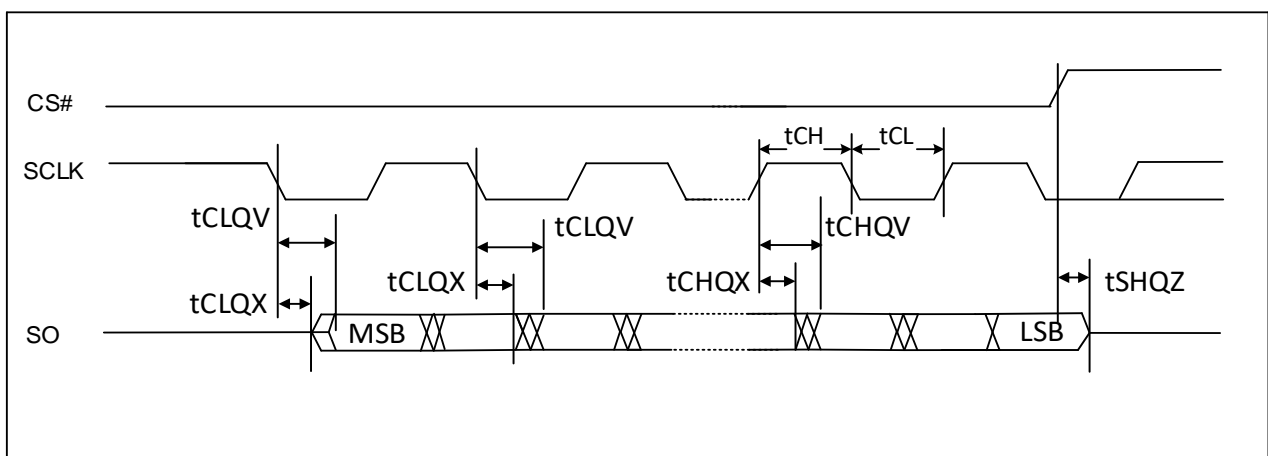 CS#
tCH
tCL
SCLK
tCLQV
tCLQV
tCHQV
tCLQX
tCLQX
tCHQX
tSHQZ
SO
MSB
LSB